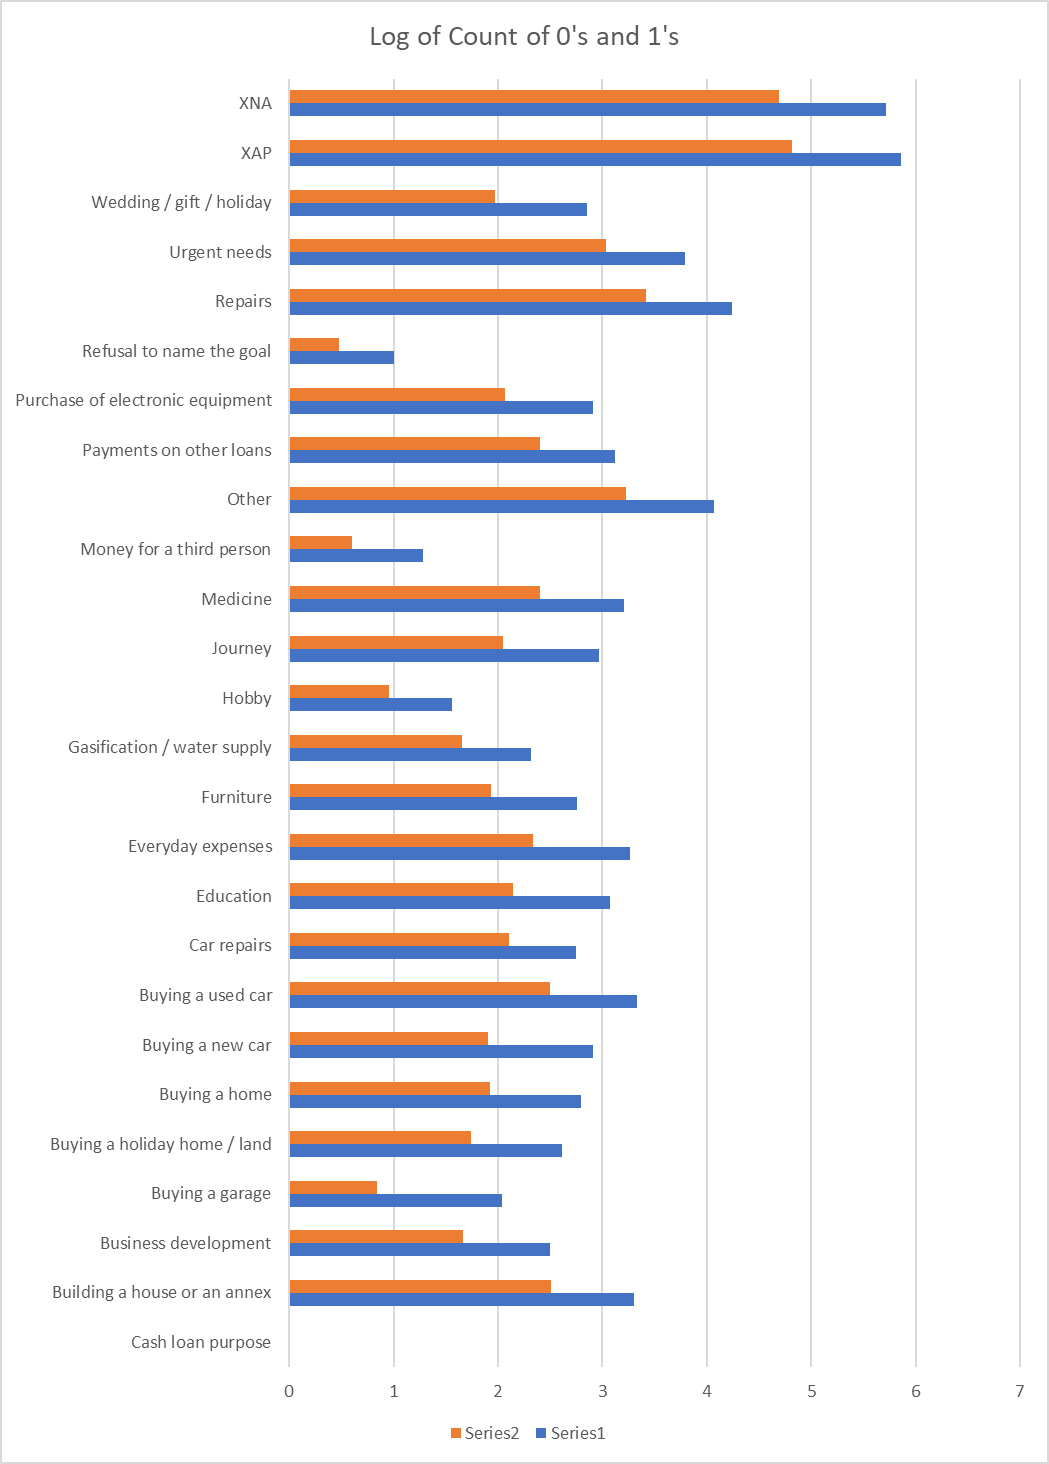 Log of Count of 0's and 1's
XNA
XAP
Wedding / gift / holiday
Urgent needs
Repairs
Refusal to name the goal
Purchase of electronic equipment
Payments on other loans
Other
Money for a third person
Medicine
Journey
Hobby
Gasification / water supply
Furniture
Everyday expenses
Education
Car repairs
Buying a used car
Buying a new car
Buying a home
Buying a holiday home / land
Buying a garage
Business development
Building a house or an annex
Cash loan purpose
0 1 2 3 4 5 6 7
Series2 Series1